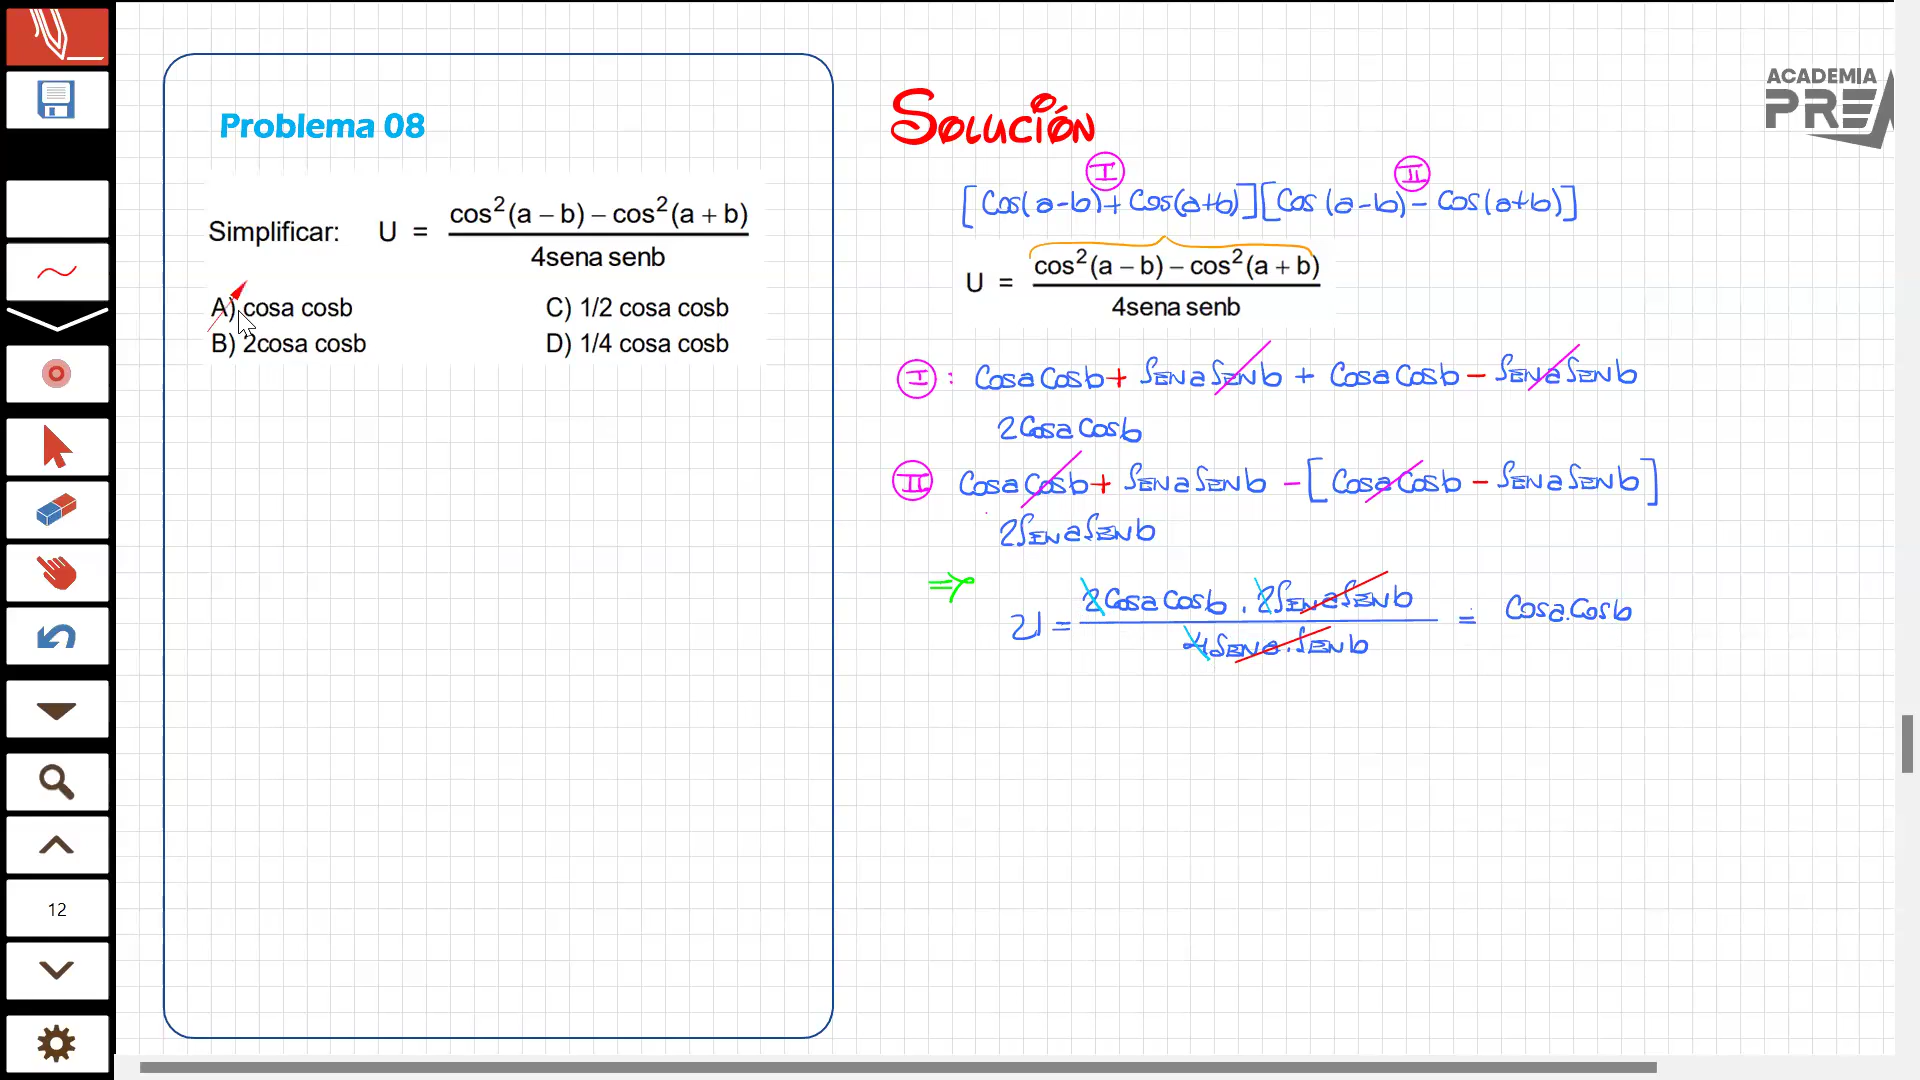 Problema 08
Simplificar: U = cos²(a − b) − cos²(a + b)
4sena senb
A) cosa cosb
C) 1/2 cosa cosb
B) 2cosa cosb
D) 1/4 cosa cosb
12
SOLUCIÓN
ACADEMIA
PRE
I II
[Cos(a-b)+ Cos(a+b)][Cos(a-b)- Cos(a+b)]
U = cos²(a − b) − cos²(a + b)
4sena senb
I : Cosa Cosb + SENa SENb + Cosa Cosb - SENa SENb
2Cosa Cosb
II Cosa Cosb + SENa SENb - [Cosa Cosb - SENa SENb]
2SENa SENb
⇒
U = 2Cosa Cosb . 2SENa SENb = Cosa.Cosb
4SENa . SENb